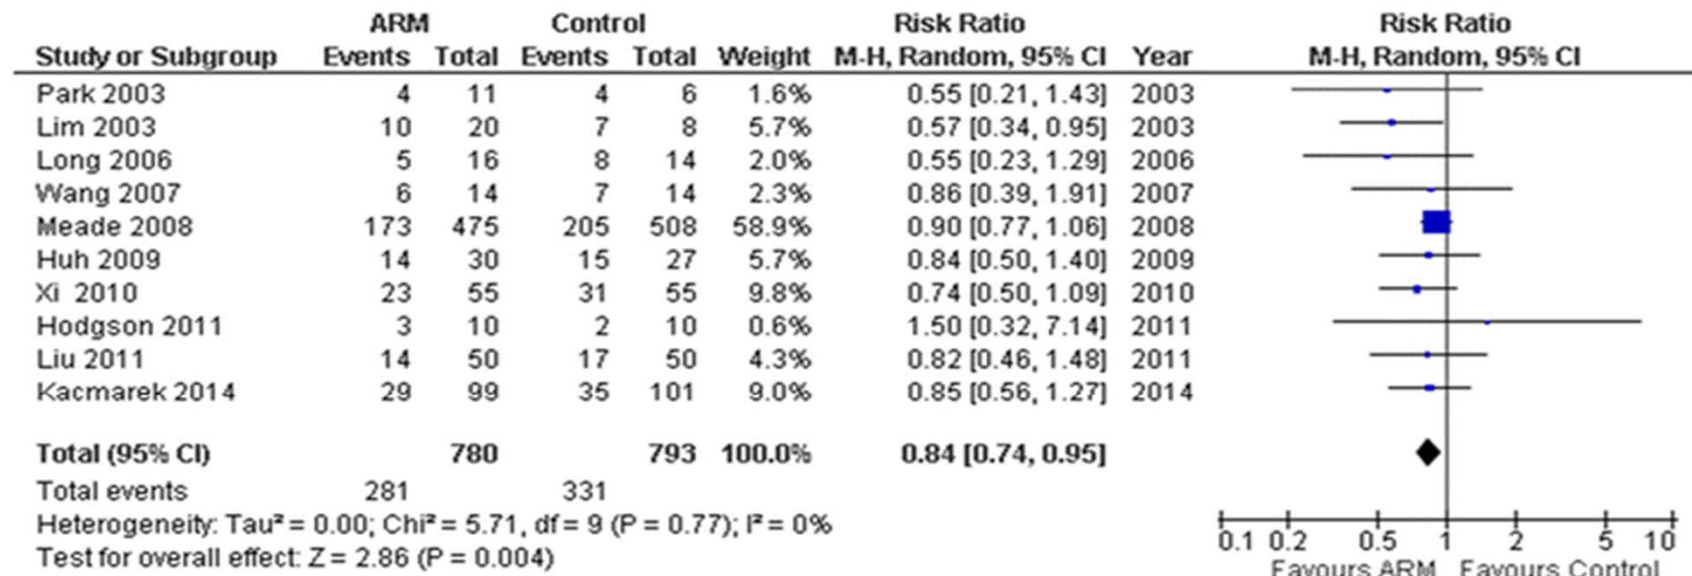 ARM Control Risk Ratio Risk Ratio
Study or Subgroup Events Total Events Total Weight M-H, Random, 95% CI Year M-H, Random, 95% CI
Park 2003 4 11 4 6 1.6% 0.55 [0.21, 1.43] 2003
Lim 2003 10 20 7 8 5.7% 0.57 [0.34, 0.95] 2003
Long 2006 5 16 8 14 2.0% 0.55 [0.23, 1.29] 2006
Wang 2007 6 14 7 14 2.3% 0.86 [0.39, 1.91] 2007
Meade 2008 173 475 205 508 58.9% 0.90 [0.77, 1.06] 2008
Huh 2009 14 30 15 27 5.7% 0.84 [0.50, 1.40] 2009
Xi 2010 23 55 31 55 9.8% 0.74 [0.50, 1.09] 2010
Hodgson 2011 3 10 2 10 0.6% 1.50 [0.32, 7.14] 2011
Liu 2011 14 50 17 50 4.3% 0.82 [0.46, 1.48] 2011
Kacmarek 2014 29 99 35 101 9.0% 0.85 [0.56, 1.27] 2014
Total (95% CI) 780 793 100.0% 0.84 [0.74, 0.95]
Total events 281 331
Heterogeneity: Tau² = 0.00; Chi² = 5.71, df = 9 (P = 0.77); I² = 0%
Test for overall effect: Z = 2.86 (P = 0.004)
0.1 0.2 0.5 1 2 5 10
Favours ARM Favours Control